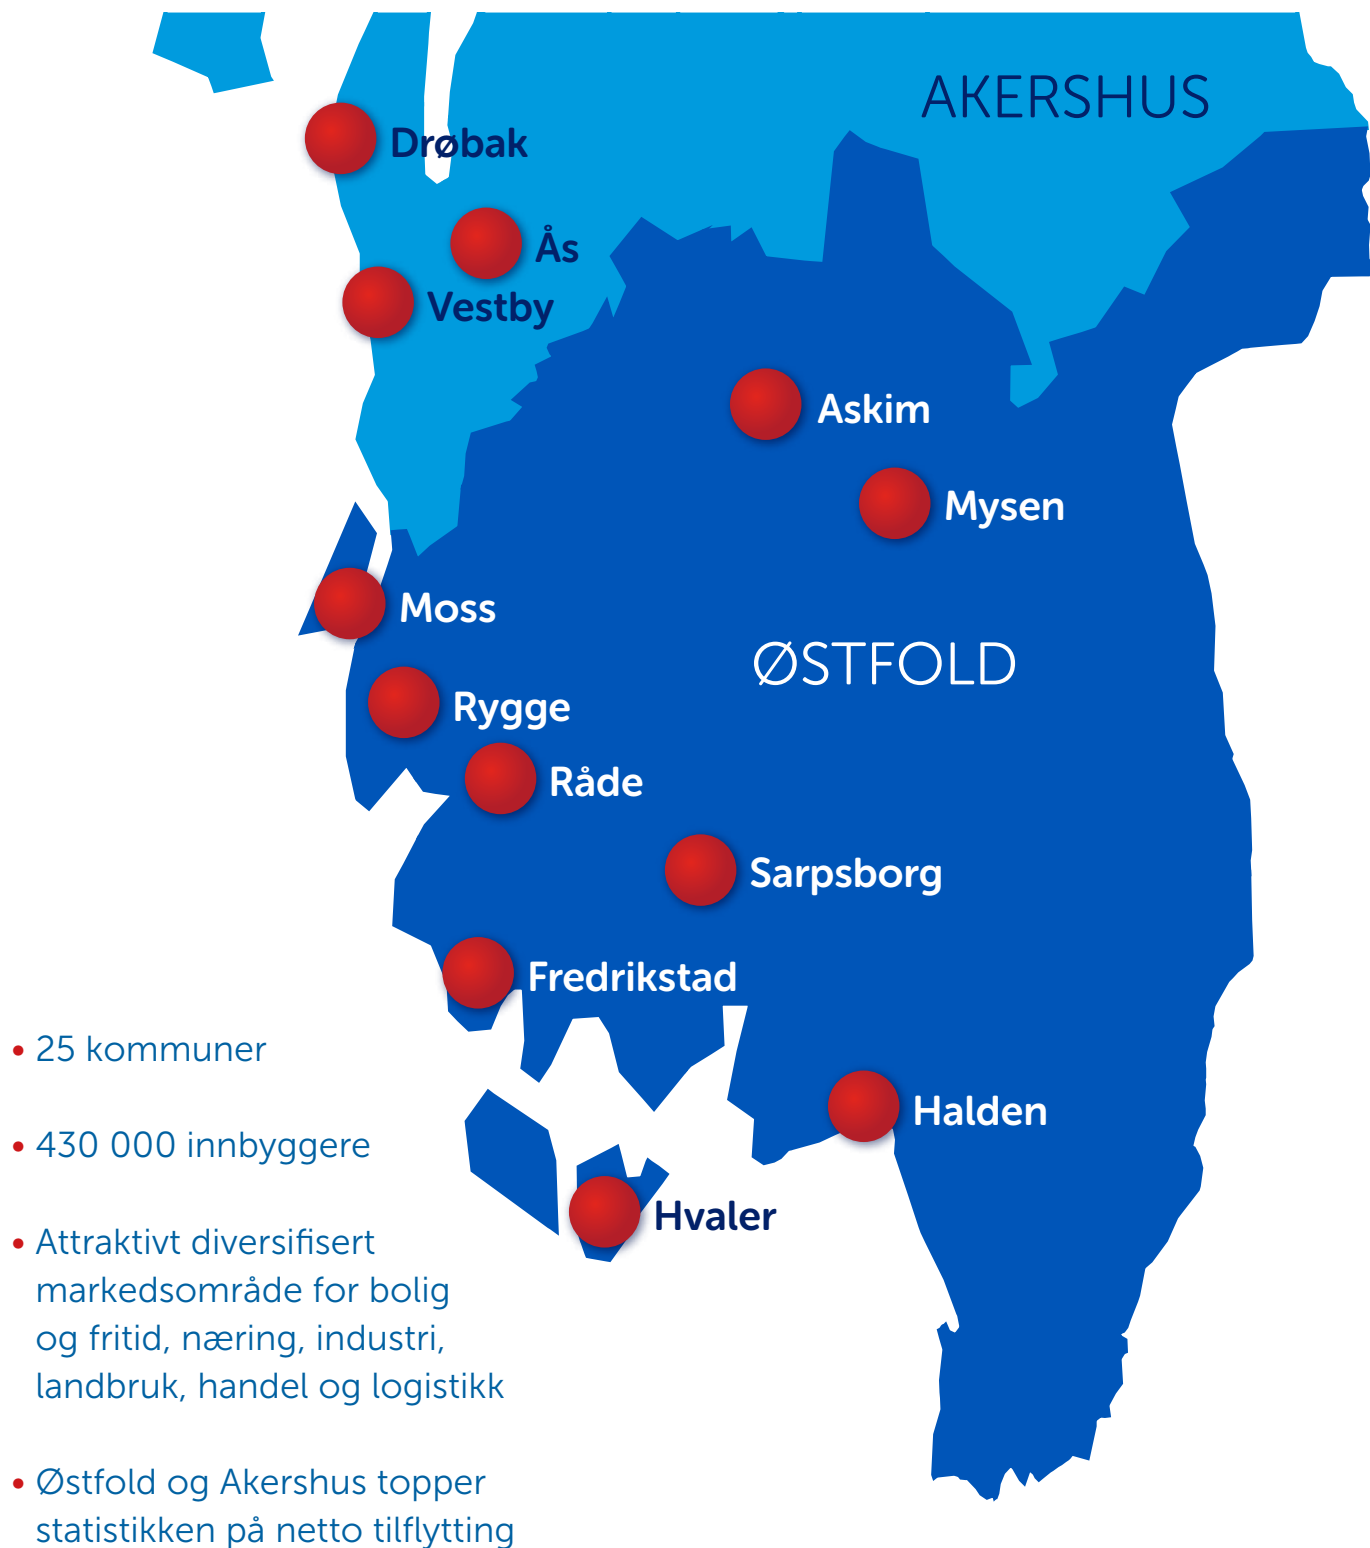 AKERSHUS
Drøbak
Ås
Vestby
Askim
Mysen
Moss
ØSTFOLD
Rygge
Råde
Sarpsborg
Fredrikstad
Halden
Hvaler
• 25 kommuner
• 430 000 innbyggere
• Attraktivt diversifisert
markedsområde for bolig
og fritid, næring, industri,
landbruk, handel og logistikk
• Østfold og Akershus topper
statistikken på netto tilflytting